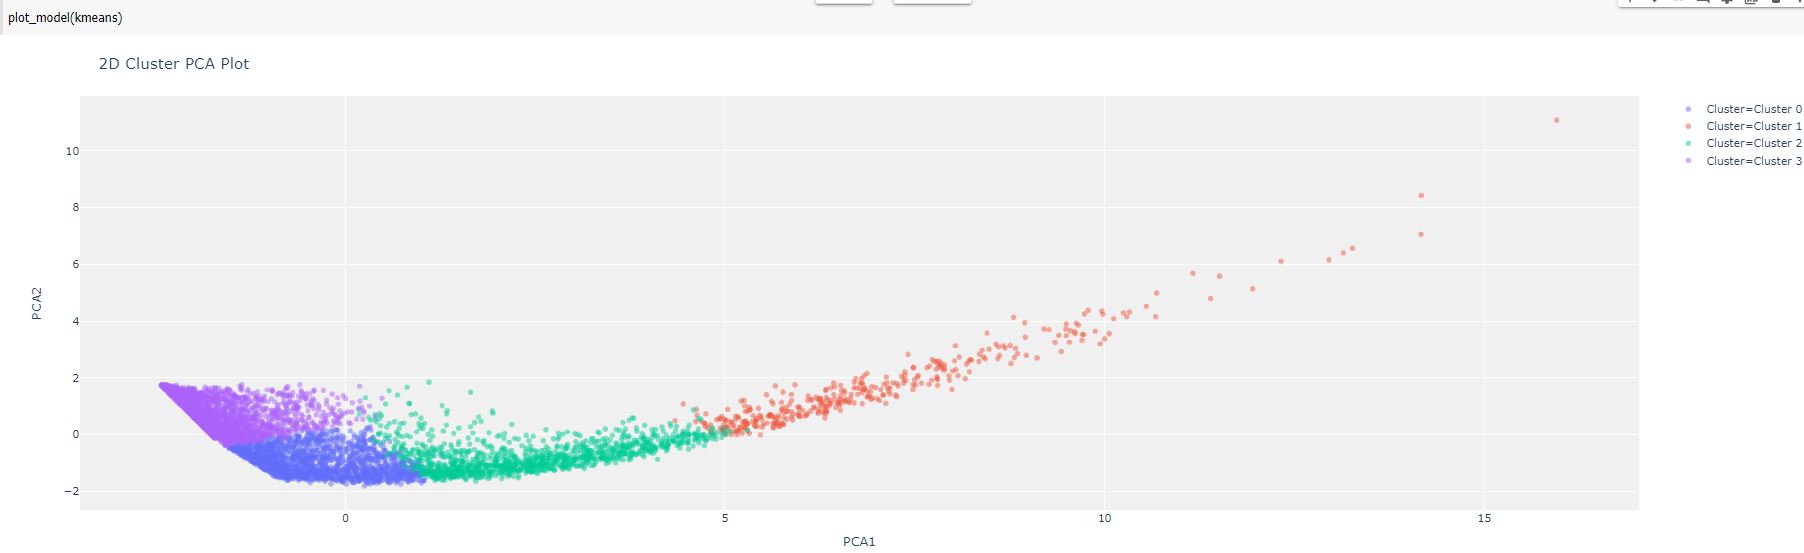 plot_model(kmeans)
2D Cluster PCA Plot
Cluster=Cluster 0
Cluster=Cluster 1
Cluster=Cluster 2
Cluster=Cluster 3
10
8
6
4
2
0
−2
PCA2
0
5
10
15
PCA1